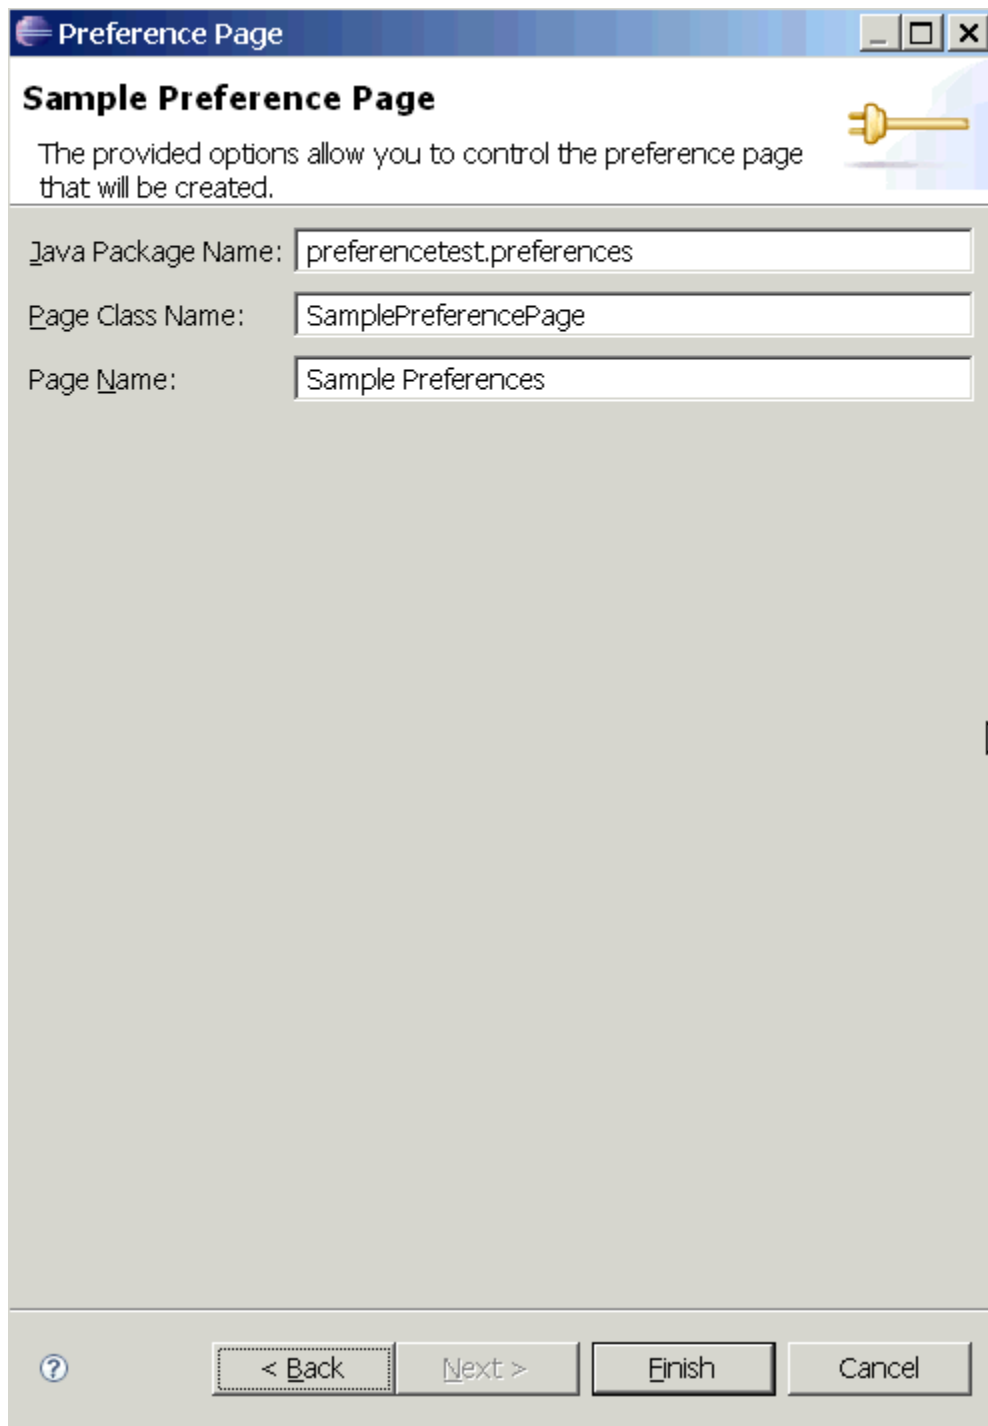 Preference Page
Sample Preference Page
The provided options allow you to control the preference page
that will be created.
Java Package Name: preferencetest.preferences
Page Class Name: SamplePreferencePage
Page Name: Sample Preferences
? < Back Next > Finish Cancel